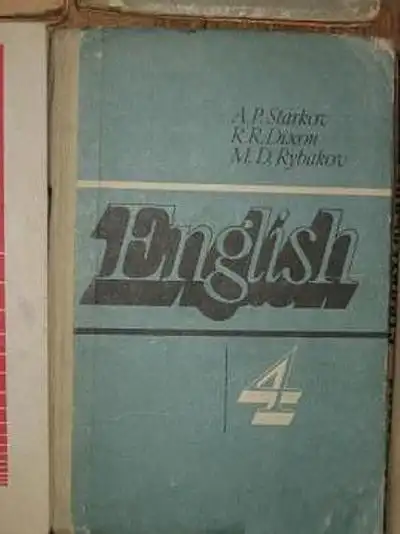 A. P. Starkov
R. R. Dixon
M. D. Rybakov
English
4